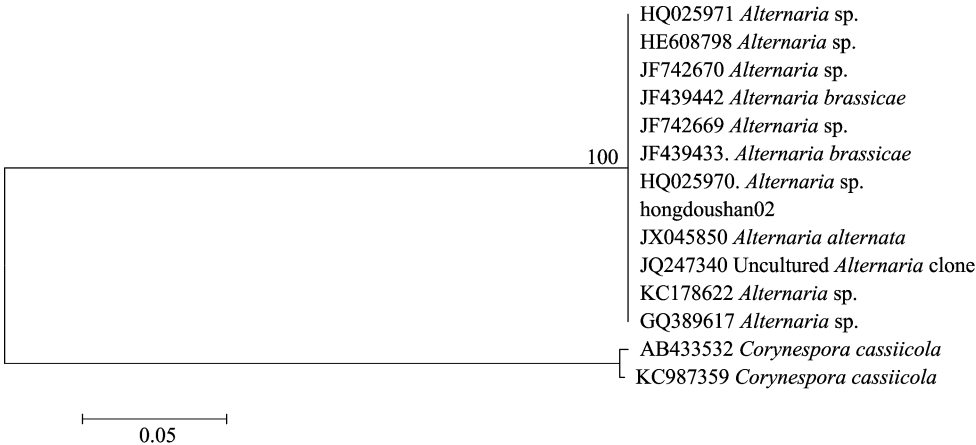 HQ025971 Alternaria sp.
HE608798 Alternaria sp.
JF742670 Alternaria sp.
JF439442 Alternaria brassicae
JF742669 Alternaria sp.
100
JF439433. Alternaria brassicae
HQ025970. Alternaria sp.
hongdoushan02
JX045850 Alternaria alternata
JQ247340 Uncultured Alternaria clone
KC178622 Alternaria sp.
GQ389617 Alternaria sp.
AB433532 Corynespora cassiicola
KC987359 Corynespora cassiicola
0.05